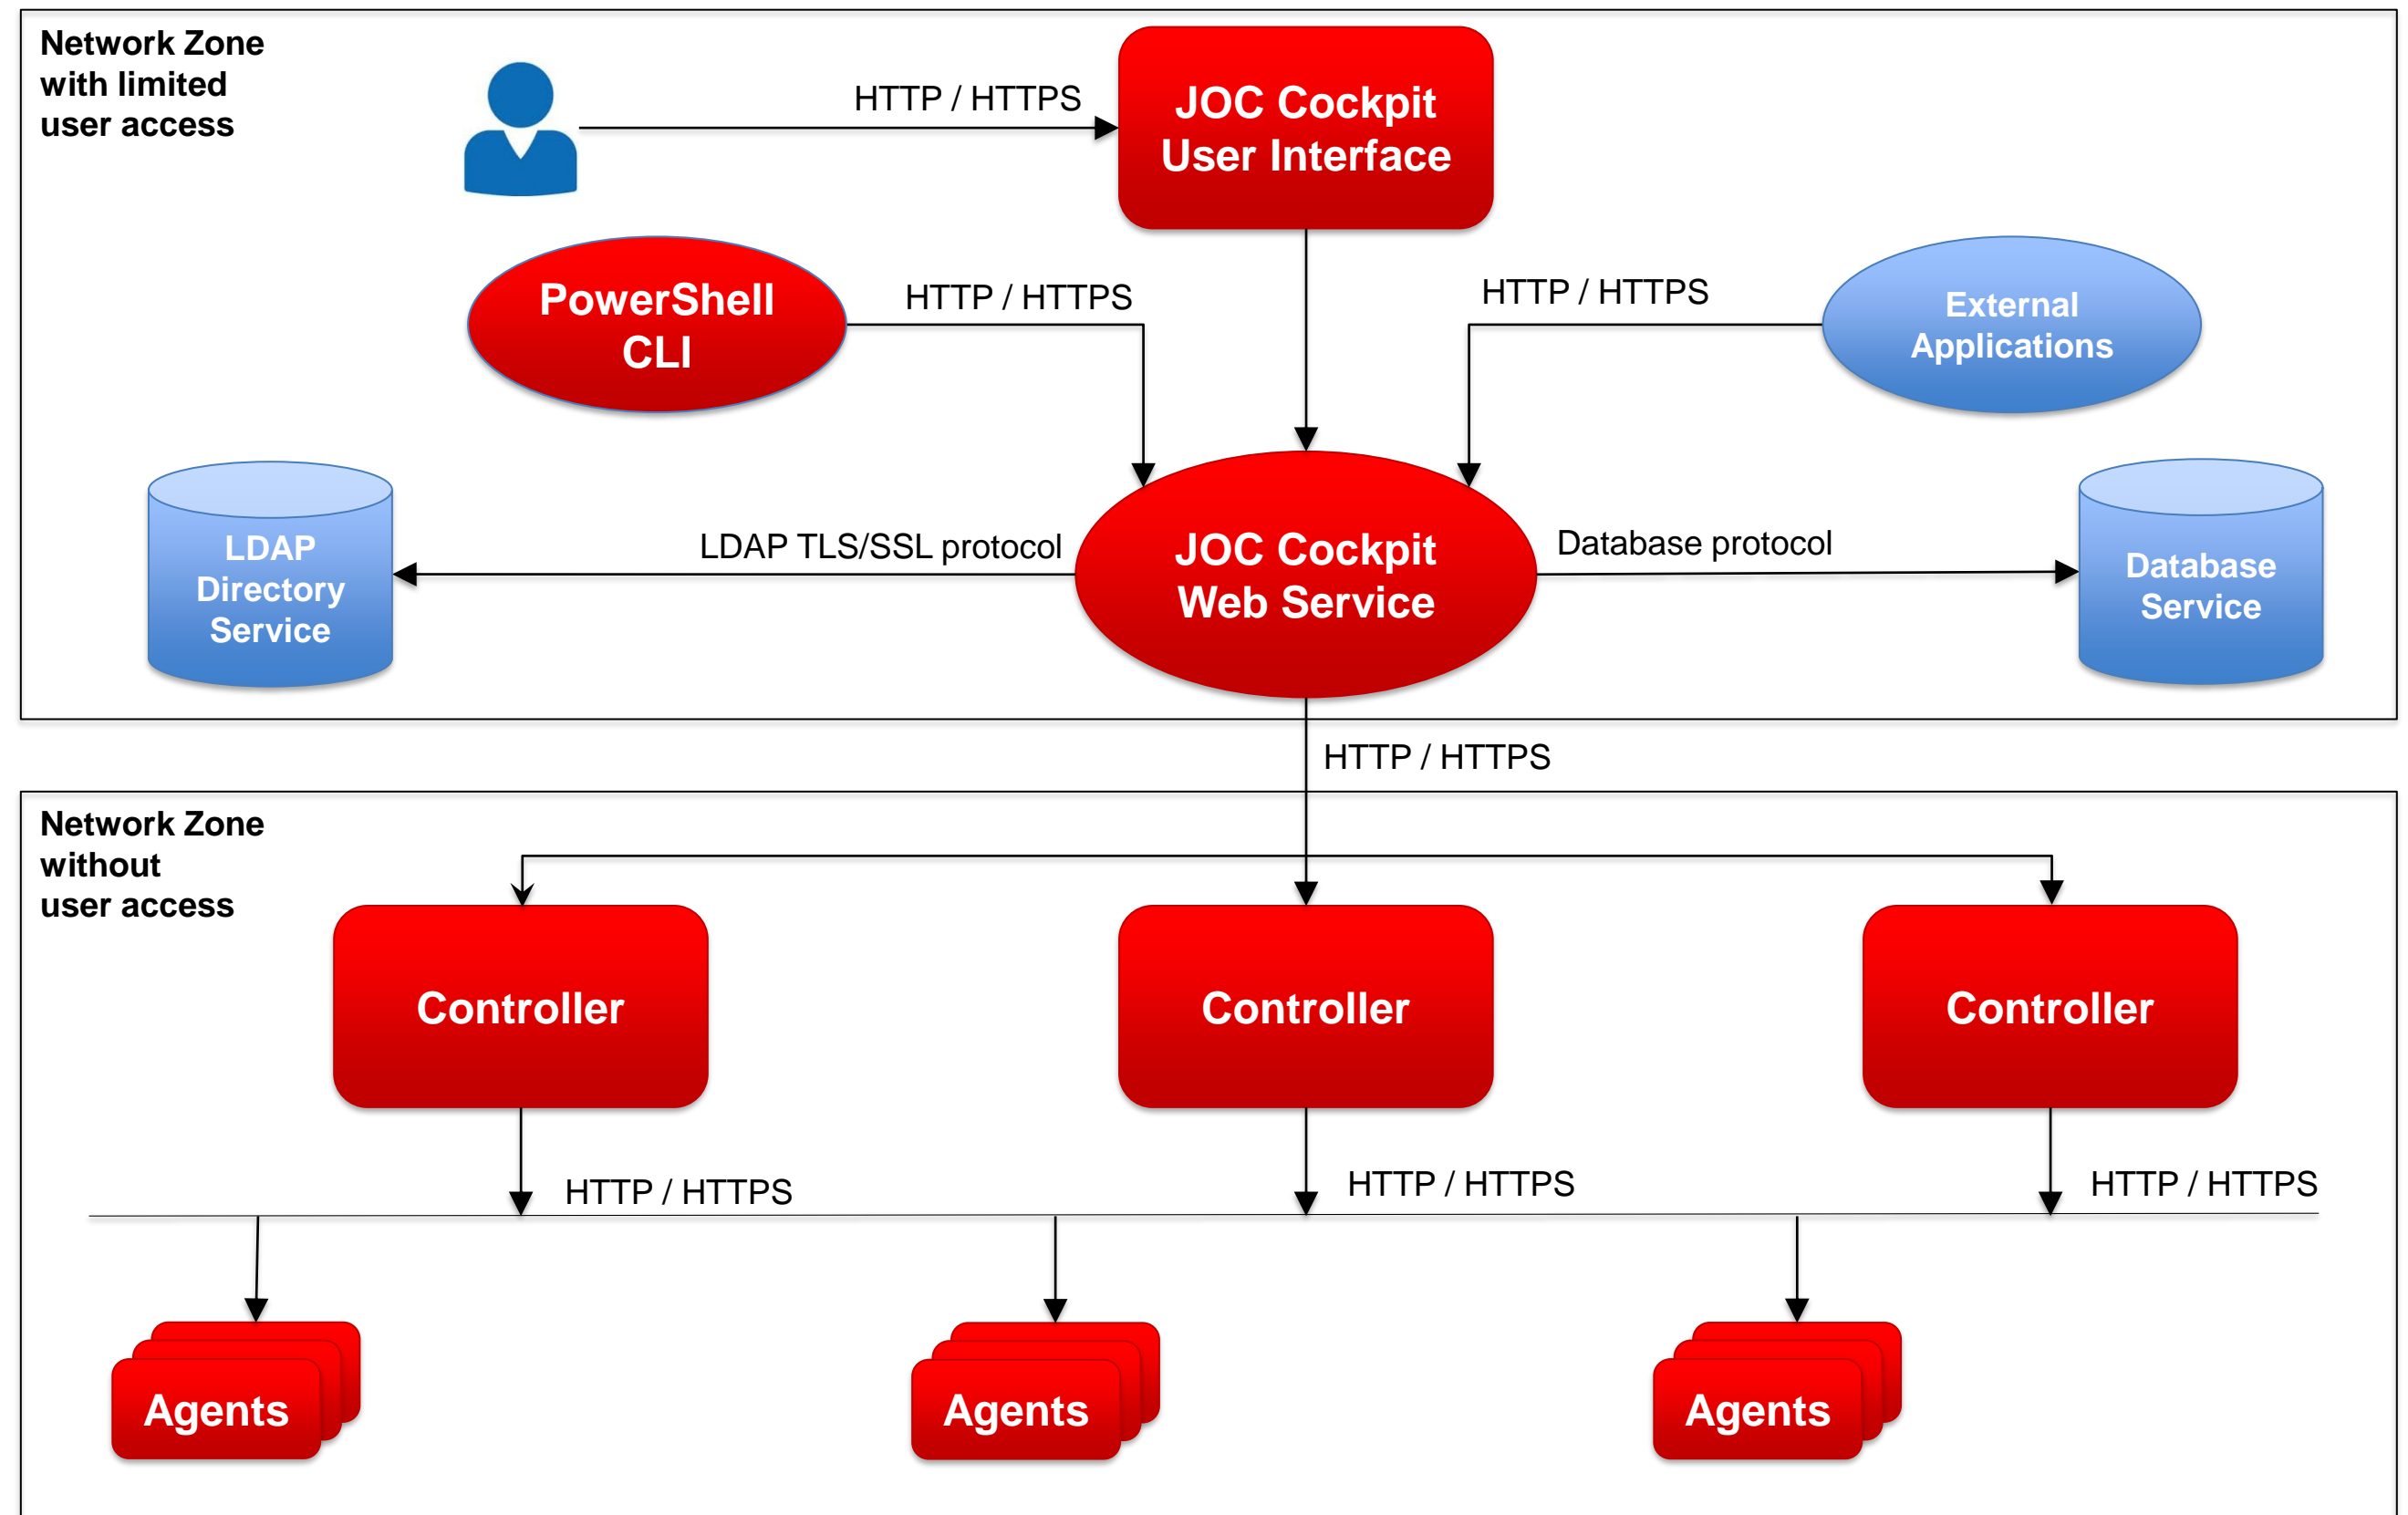 Network Zone
with limited
user access
HTTP / HTTPS
JOC Cockpit
User Interface
PowerShell
CLI
HTTP / HTTPS
HTTP / HTTPS
External
Applications
LDAP
Directory
Service
LDAP TLS/SSL protocol
JOC Cockpit
Web Service
Database protocol
Database
Service
HTTP / HTTPS
Network Zone
without
user access
Controller
Controller
Controller
HTTP / HTTPS
HTTP / HTTPS
HTTP / HTTPS
Agents
Agents
Agents